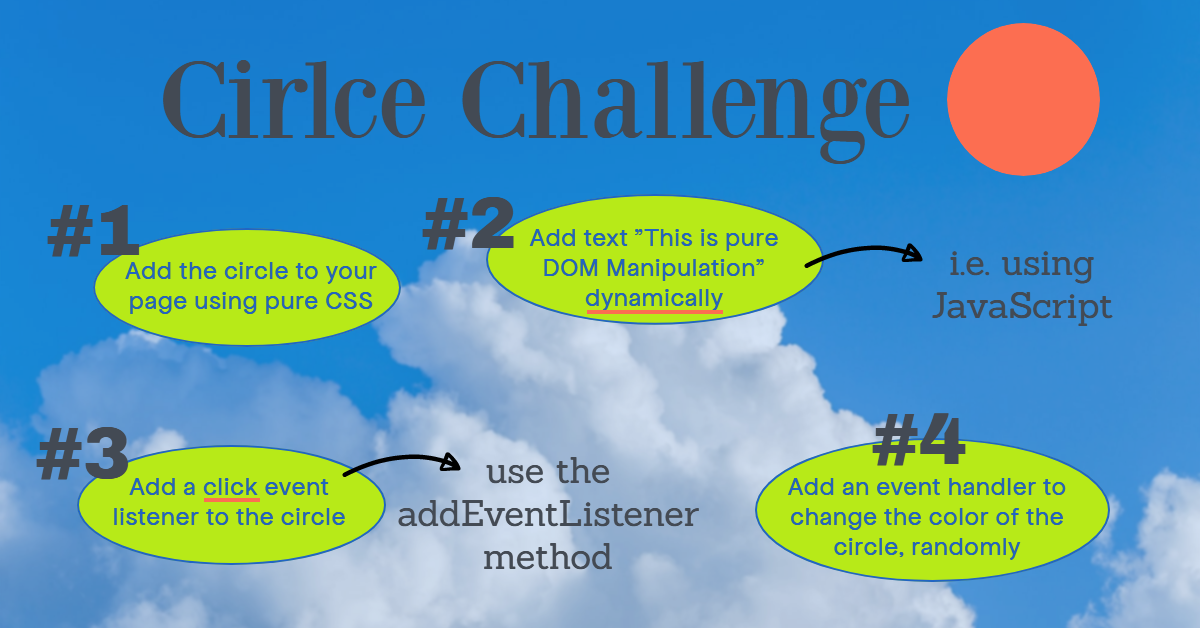 Cirlce Challenge
#1
Add the circle to your
page using pure CSS
#2
Add text ”This is pure
DOM Manipulation”
dynamically
i.e. using
JavaScript
#3
Add a click event
listener to the circle
use the
addEventListener
method
#4
Add an event handler to
change the color of the
circle, randomly